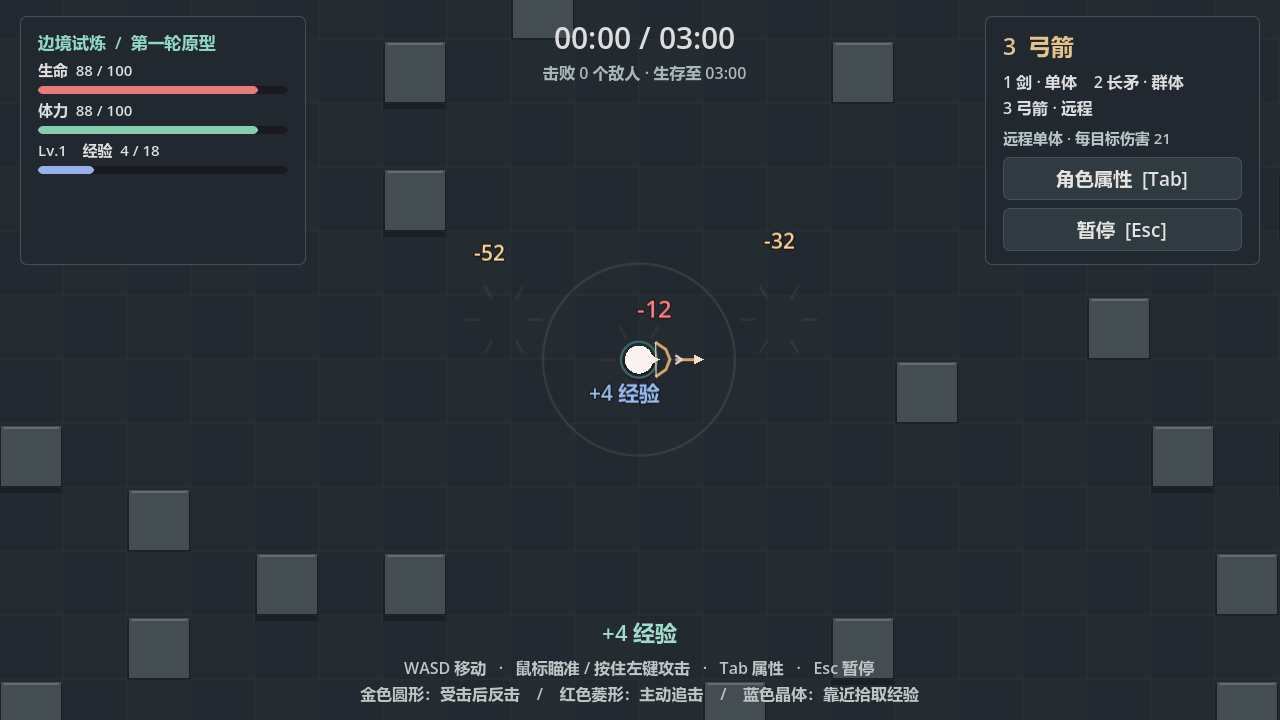 边境试炼 / 第一轮原型
生命 88 / 100
体力 88 / 100
Lv.1 经验 4 / 18
00:00 / 03:00
击败 0 个敌人 · 生存至 03:00
3 弓箭
1 剑 · 单体 2 长矛 · 群体
3 弓箭 · 远程
远程单体 · 每目标伤害 21
角色属性 [Tab]
暂停 [Esc]
-52
-32
-12
+4 经验
+4 经验
WASD 移动 · 鼠标瞄准 / 按住左键攻击 · Tab 属性 · Esc 暂停
金色圆形：受击后反击 / 红色菱形：主动追击 / 蓝色晶体：靠近拾取经验